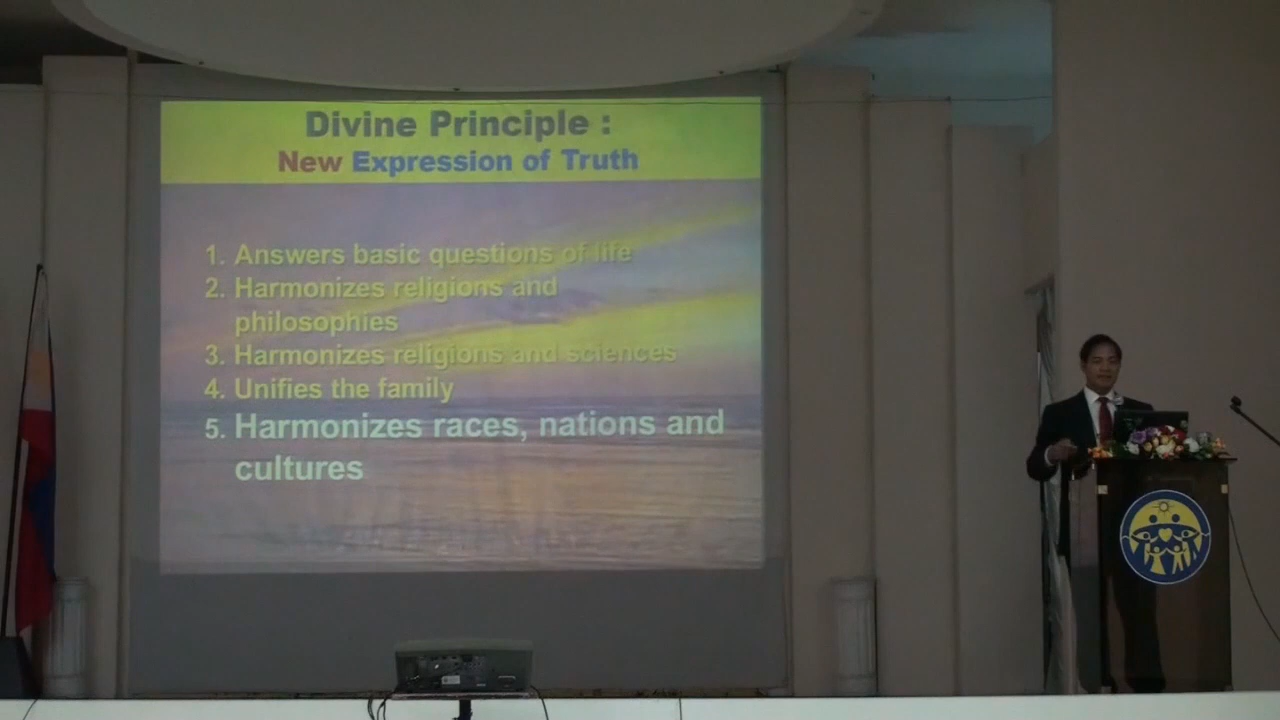 Divine Principle :
New Expression of Truth
1. Answers basic questions of life
2. Harmonizes religions and
philosophies
3. Harmonizes religions and sciences
4. Unifies the family
5. Harmonizes races, nations and
cultures